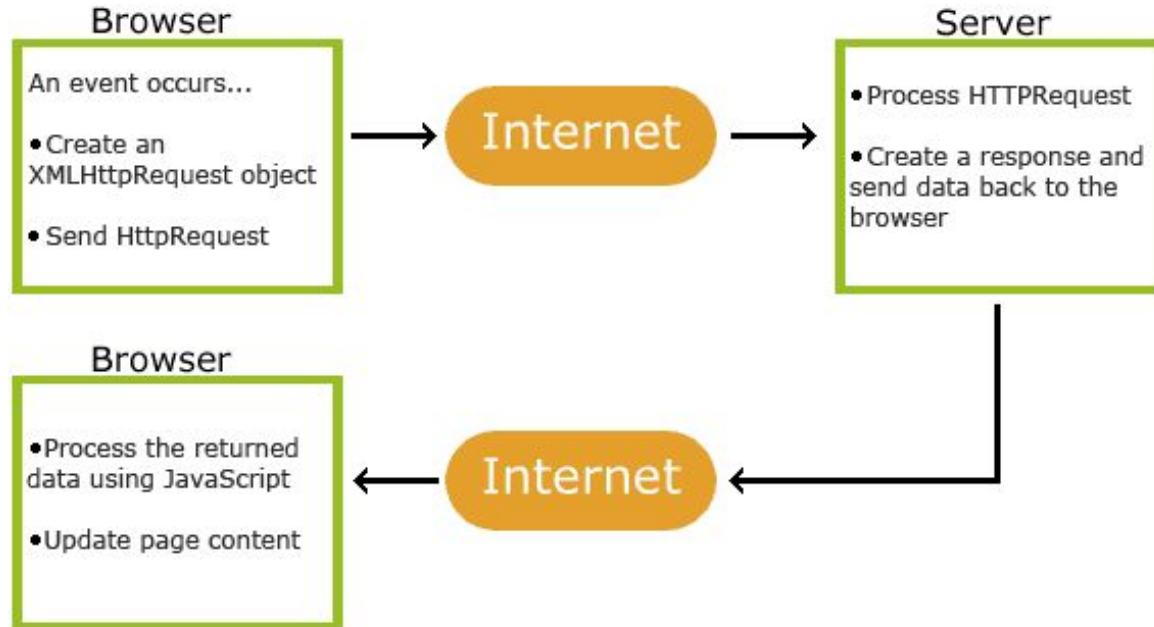 Browser
An event occurs...
•Create an
XMLHttpRequest object
• Send HttpRequest
Internet
Server
•Process HTTPRequest
•Create a response and
send data back to the
browser
Browser
•Process the returned
data using JavaScript
•Update page content
Internet